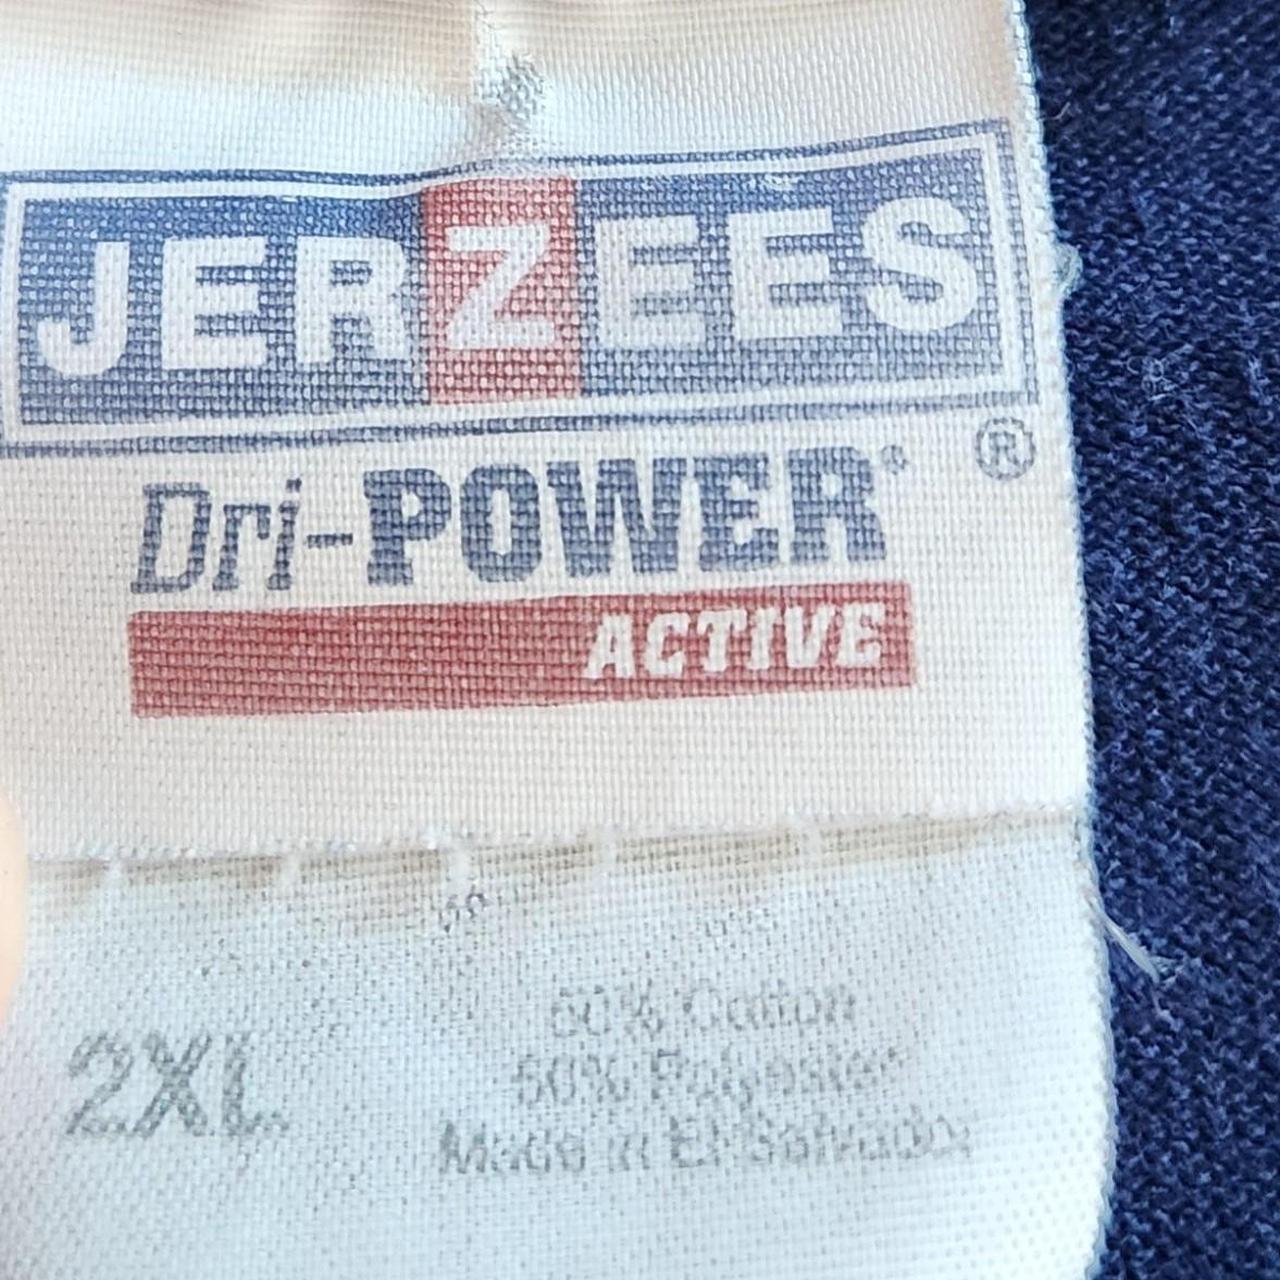 JERZEES
®
Dri-POWER®
ACTIVE
2XL
50% Cotton
50% Polyester
Made in El Salvador